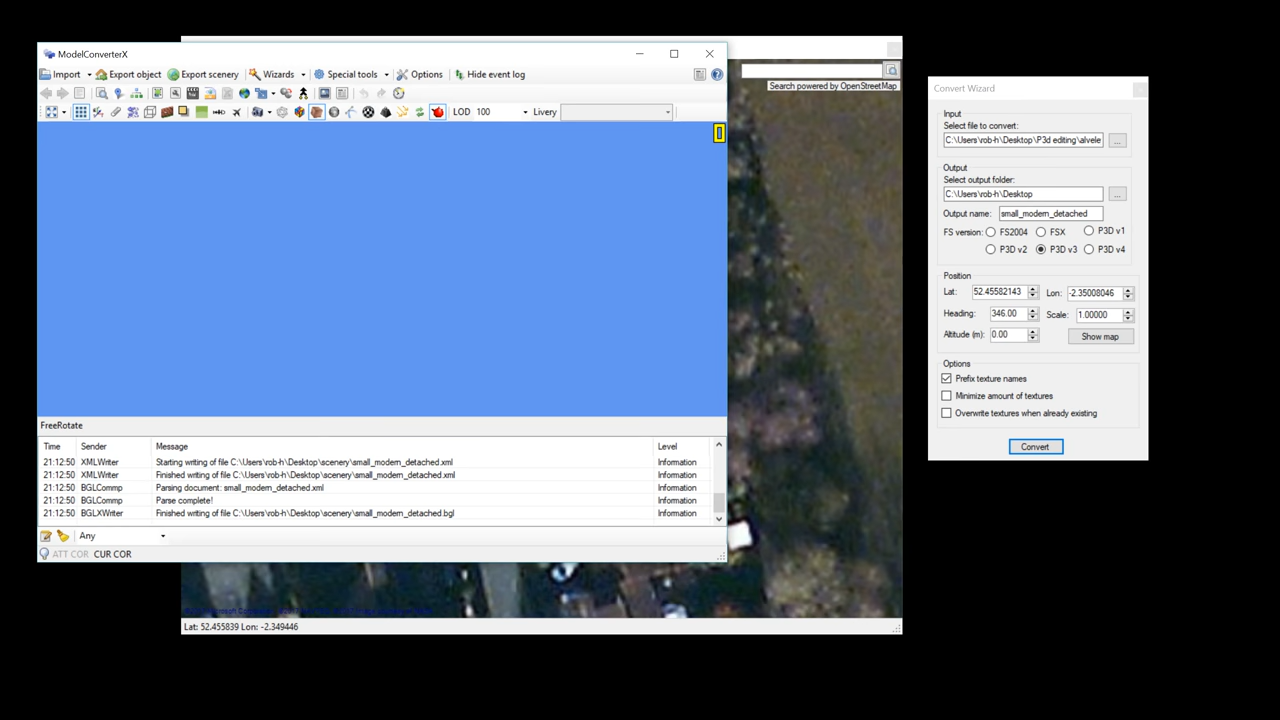 ModelConverterX
Import Export object Export scenery Wizards Special tools Options Hide event log
LOD 100 Livery
FreeRotate
Time Sender Message Level
21:12:50 XMLWriter Starting writing of file C:\Users\rob-h\Desktop\scenery\small_modern_detached.xml Information
21:12:50 XMLWriter Finished writing of file C:\Users\rob-h\Desktop\scenery\small_modern_detached.xml Information
21:12:50 BGLCommp Parsing document: small_modern_detached.xml Information
21:12:50 BGLCommp Parse complete! Information
21:12:50 BGLXWriter Finished writing of file C:\Users\rob-h\Desktop\scenery\small_modern_detached.bgl Information
Any
ATT COR CUR COR
Search powered by OpenStreetMap
Lat: 52.455839 Lon: -2.349446
Convert Wizard
Input
Select file to convert:
C:\Users\rob-h\Desktop\P3d editing\alvele
...
Output
Select output folder:
C:\Users\rob-h\Desktop
...
Output name: small_modern_detached
FS version: FS2004 FSX P3D v1
P3D v2 P3D v3 P3D v4
Position
Lat: 52.45582143 Lon: -2.35008046
Heading: 346.00 Scale: 1.00000
Altitude (m): 0.00 Show map
Options
Prefix texture names
Minimize amount of textures
Overwrite textures when already existing
Convert